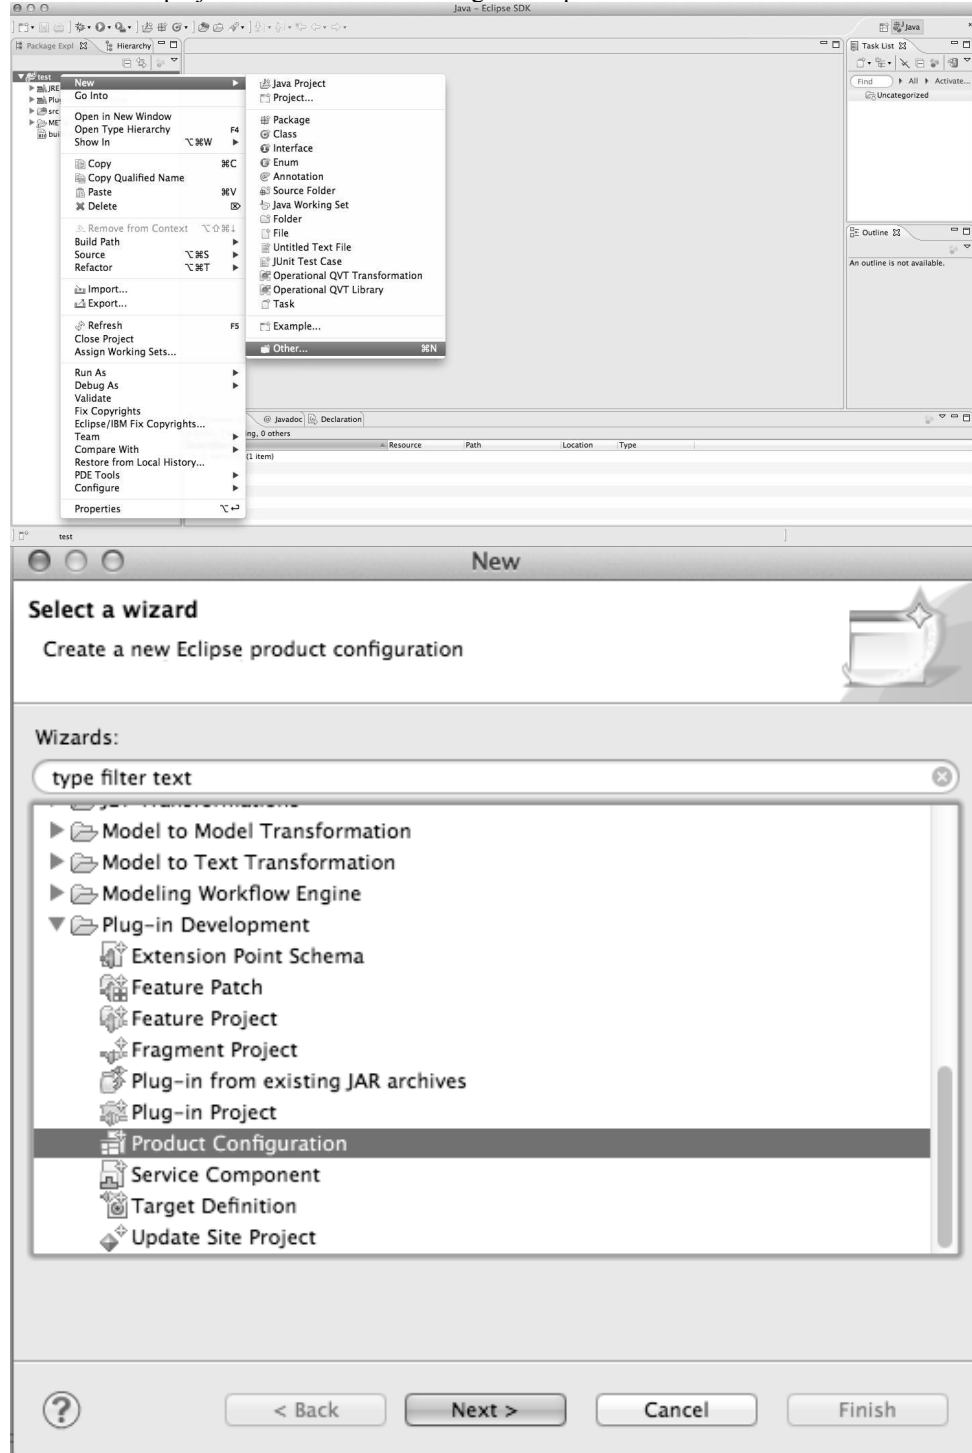 Java – Eclipse SDK
Java
Package Expl
Hierarchy
Task List
Find
All
Activate...
Uncategorized
test
JRE
Plu
src
ME
bui
New
Go Into
Open in New Window
Open Type Hierarchy F4
Show In ⌥⌘W
Copy ⌘C
Copy Qualified Name
Paste ⌘V
Delete ⌦
Remove from Context ⌥⇧⌘↓
Build Path
Source ⌥⌘S
Refactor ⌥⌘T
Import...
Export...
Refresh F5
Close Project
Assign Working Sets...
Run As
Debug As
Validate
Fix Copyrights
Eclipse/IBM Fix Copyrights...
Team
Compare With
Restore from Local History...
PDE Tools
Configure
Properties ⌥↩
Java Project
Project...
Package
Class
Interface
Enum
Annotation
Source Folder
Java Working Set
Folder
File
Untitled Text File
JUnit Test Case
Operational QVT Transformation
Operational QVT Library
Task
Example...
Other... ⌘N
Outline
An outline is not available.
@ Javadoc
Declaration
ng, 0 others
Resource Path Location Type
(1 item)
test
New
Select a wizard
Create a new Eclipse product configuration
Wizards:
type filter text
Model to Model Transformation
Model to Text Transformation
Modeling Workflow Engine
Plug-in Development
Extension Point Schema
Feature Patch
Feature Project
Fragment Project
Plug-in from existing JAR archives
Plug-in Project
Product Configuration
Service Component
Target Definition
Update Site Project
?
< Back
Next >
Cancel
Finish